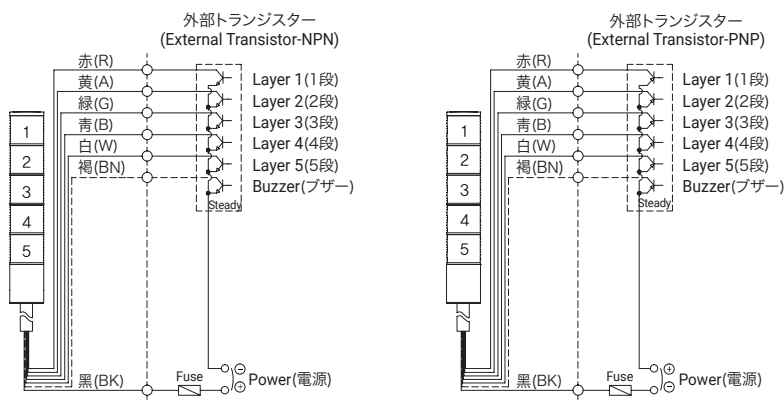 外部トランジスター
(External Transistor-NPN)
赤(R)
黄(A)
緑(G)
青(B)
白(W)
褐(BN)
Layer 1(1段)
Layer 2(2段)
Layer 3(3段)
Layer 4(4段)
Layer 5(5段)
Buzzer(ブザー)
Steady
1
2
3
4
5
黒(BK)
Fuse
⊖
⊕
Power(電源)
外部トランジスター
(External Transistor-PNP)
赤(R)
黄(A)
緑(G)
青(B)
白(W)
褐(BN)
Layer 1(1段)
Layer 2(2段)
Layer 3(3段)
Layer 4(4段)
Layer 5(5段)
Buzzer(ブザー)
Steady
1
2
3
4
5
黒(BK)
Fuse
⊕
⊖
Power(電源)